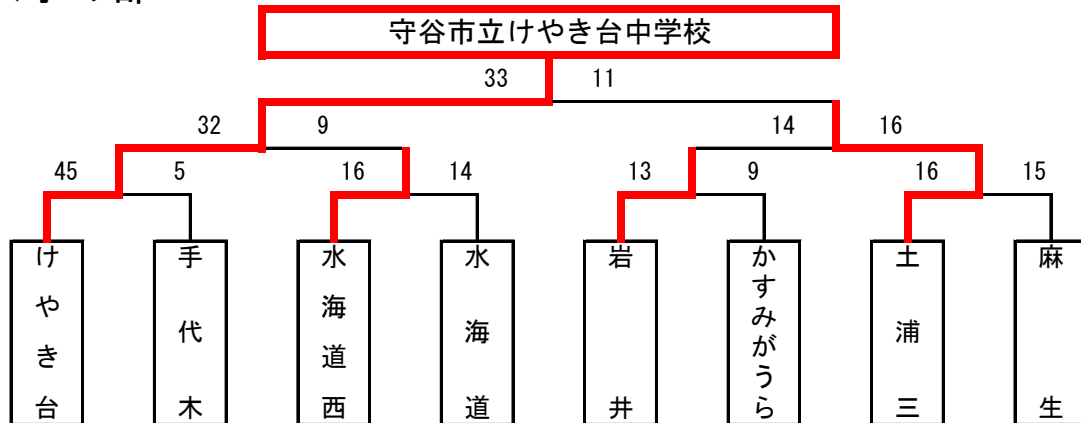 守谷市立けやき台中学校
33 11
32 9 14 16
45 5 16 14 13 9 16 15
けやき台
手代木
水海道西
水海道
岩井
かすみがうら
土浦三
麻生